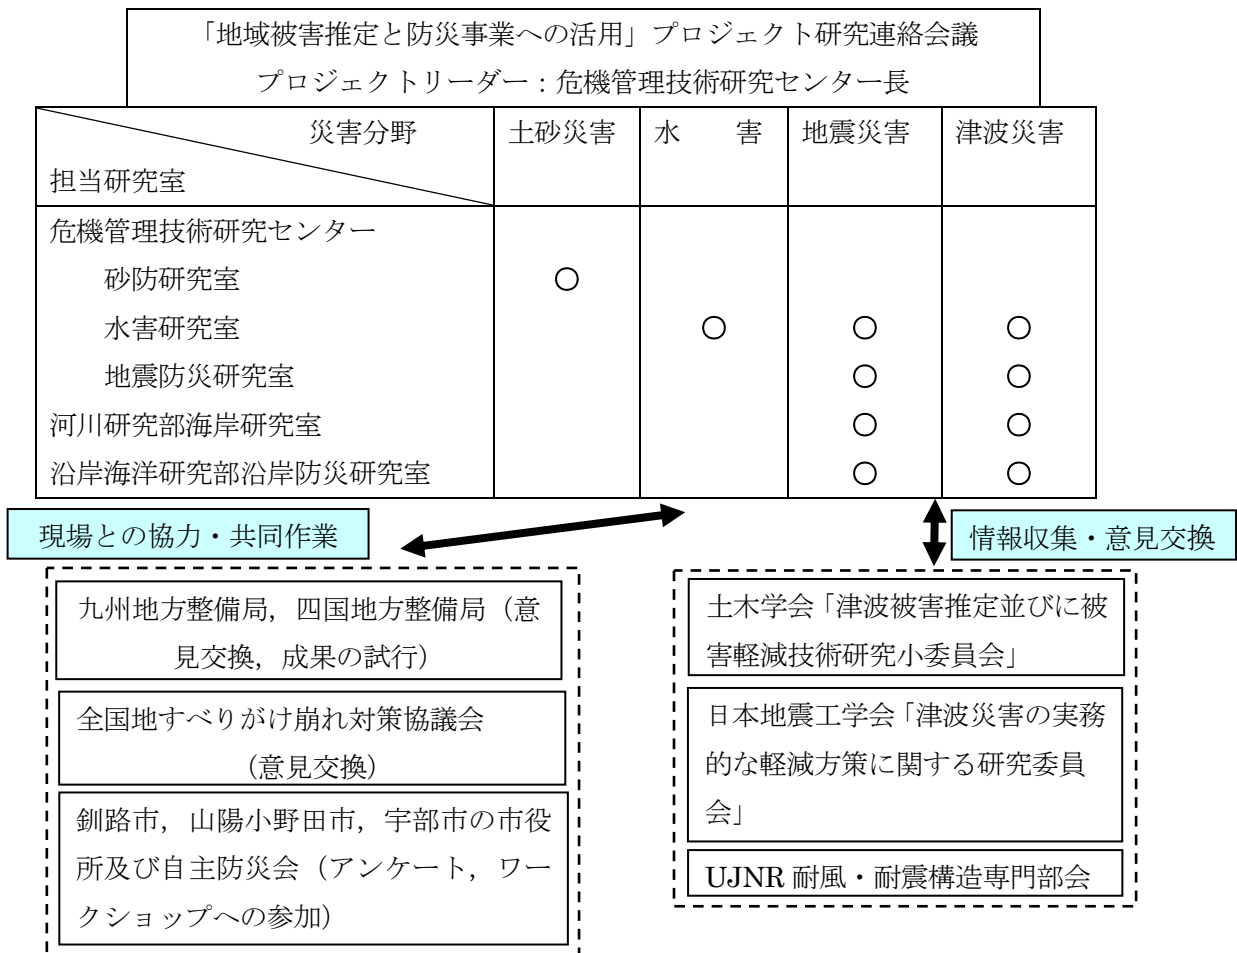 「地域被害推定と防災事業への活用」プロジェクト研究連絡会議
プロジェクトリーダー：危機管理技術研究センター長
災害分野
担当研究室
土砂災害
水　　害
地震災害
津波災害
危機管理技術研究センター
砂防研究室 ○
水害研究室 ○ ○ ○
地震防災研究室 ○ ○
河川研究部海岸研究室 ○ ○
沿岸海洋研究部沿岸防災研究室 ○ ○
現場との協力・共同作業
情報収集・意見交換
九州地方整備局，四国地方整備局（意
見交換，成果の試行）
全国地すべりがけ崩れ対策協議会
（意見交換）
釧路市，山陽小野田市，宇部市の市役
所及び自主防災会（アンケート，ワー
クショップへの参加）
土木学会「津波被害推定並びに被
害軽減技術研究小委員会」
日本地震工学会「津波災害の実務
的な軽減方策に関する研究委員
会」
UJNR 耐風・耐震構造専門部会